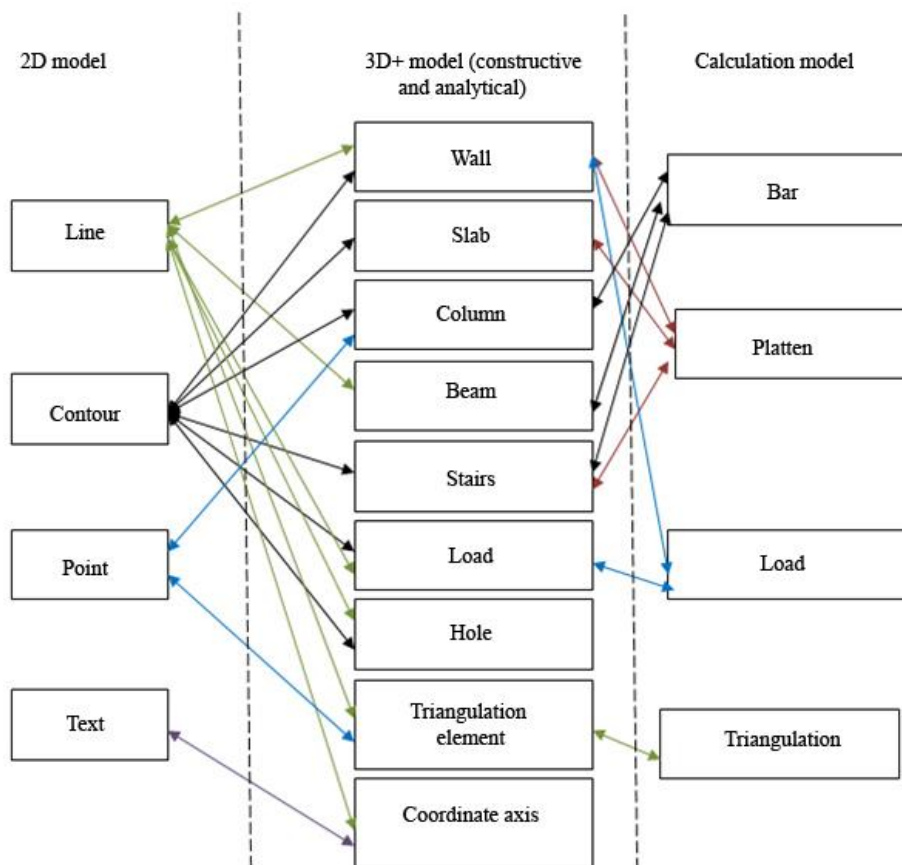 2D model
3D+ model (constructive
and analytical)
Calculation model
Line
Contour
Point
Text
Wall
Slab
Column
Beam
Stairs
Load
Hole
Triangulation
element
Coordinate axis
Bar
Platten
Load
Triangulation